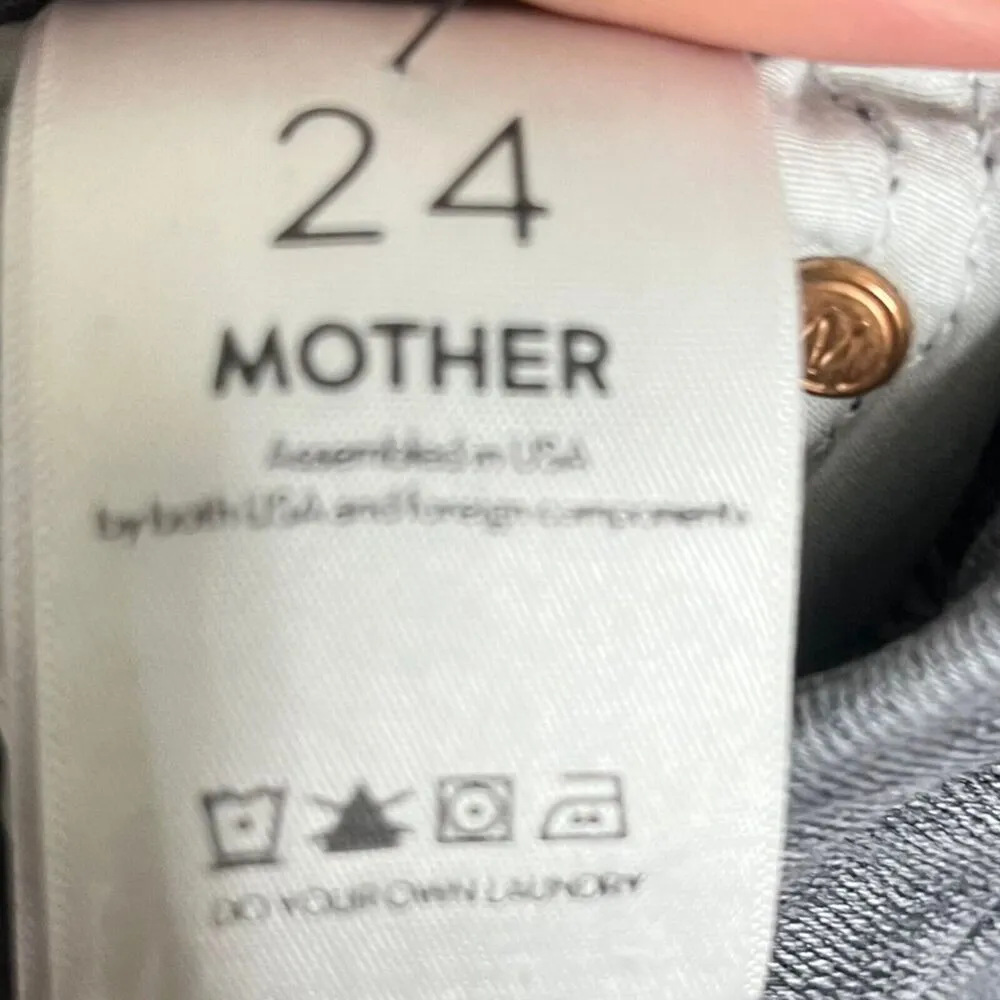 24
MOTHER
Assembled in USA
by both USA and foreign components
DO YOUR OWN LAUNDRY